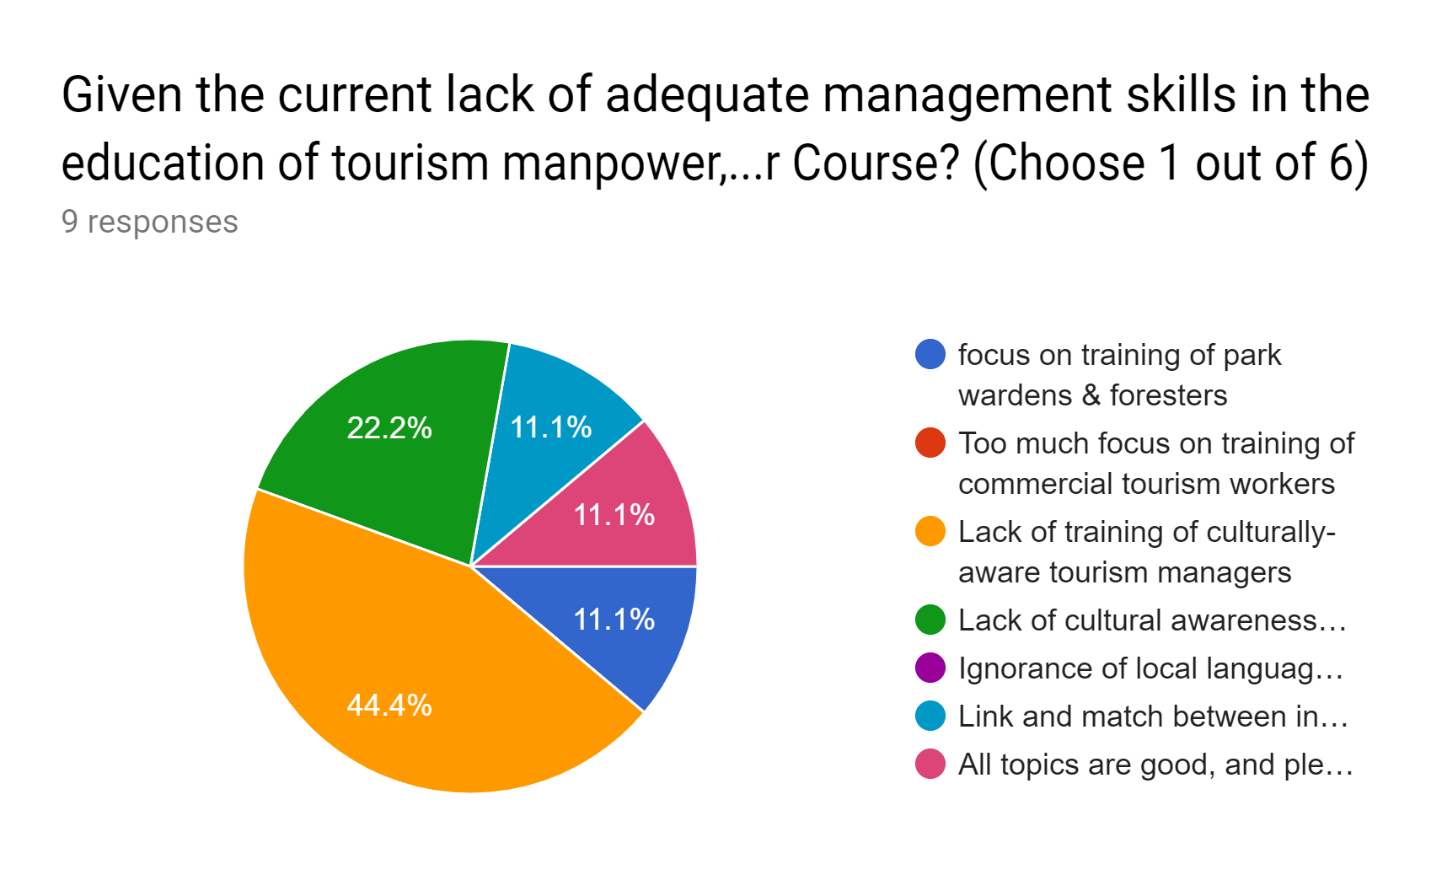 Given the current lack of adequate management skills in the
education of tourism manpower,...r Course? (Choose 1 out of 6)
9 responses
22.2%
11.1%
11.1%
11.1%
44.4%
focus on training of park
wardens & foresters
Too much focus on training of
commercial tourism workers
Lack of training of culturally-
aware tourism managers
Lack of cultural awareness…
Ignorance of local languag…
Link and match between in…
All topics are good, and ple…